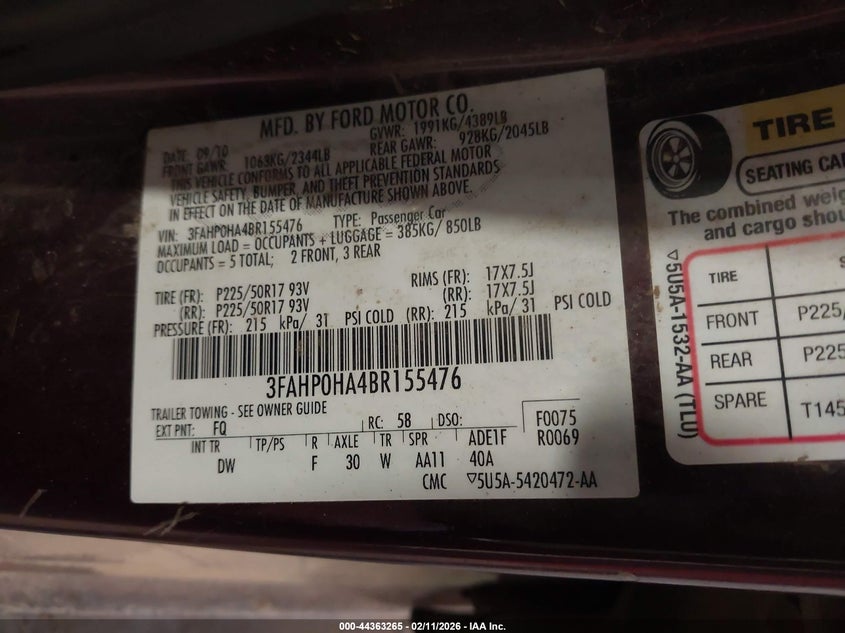 MFD. BY FORD MOTOR CO.
DATE: 09/10
GVWR: 1991KG/4389LB
FRONT GAWR: 1063KG/2344LB
REAR GAWR: 928KG/2045LB
THIS VEHICLE CONFORMS TO ALL APPLICABLE FEDERAL MOTOR
VEHICLE SAFETY, BUMPER, AND THEFT PREVENTION STANDARDS
IN EFFECT ON THE DATE OF MANUFACTURE SHOWN ABOVE.
VIN: 3FAHP0HA4BR155476 TYPE: Passenger Car
MAXIMUM LOAD = OCCUPANTS + LUGGAGE = 385KG/ 850LB
OCCUPANTS = 5 TOTAL; 2 FRONT, 3 REAR
TIRE (FR): P225/50R17 93V RIMS (FR): 17X7.5J
(RR): P225/50R17 93V (RR): 17X7.5J
PRESSURE (FR): 215 kPa/ 31 PSI COLD (RR): 215 kPa/ 31 PSI COLD
3FAHP0HA4BR155476
TRAILER TOWING - SEE OWNER GUIDE
EXT PNT: FQ RC: 58 DSO: F0075
R0069
INT TR TP/PS R AXLE TR SPR ADE1F
DW F 30 W AA11 40A
CMC ▽5U5A-5420472-AA
TIRE
SEATING CA
The combined weig
and cargo shou
▽5U5A-1532-AA (TLU)
TIRE S
FRONT P225/
REAR P225
SPARE T145
000-44363265 - 02/11/2026 - IAA Inc.